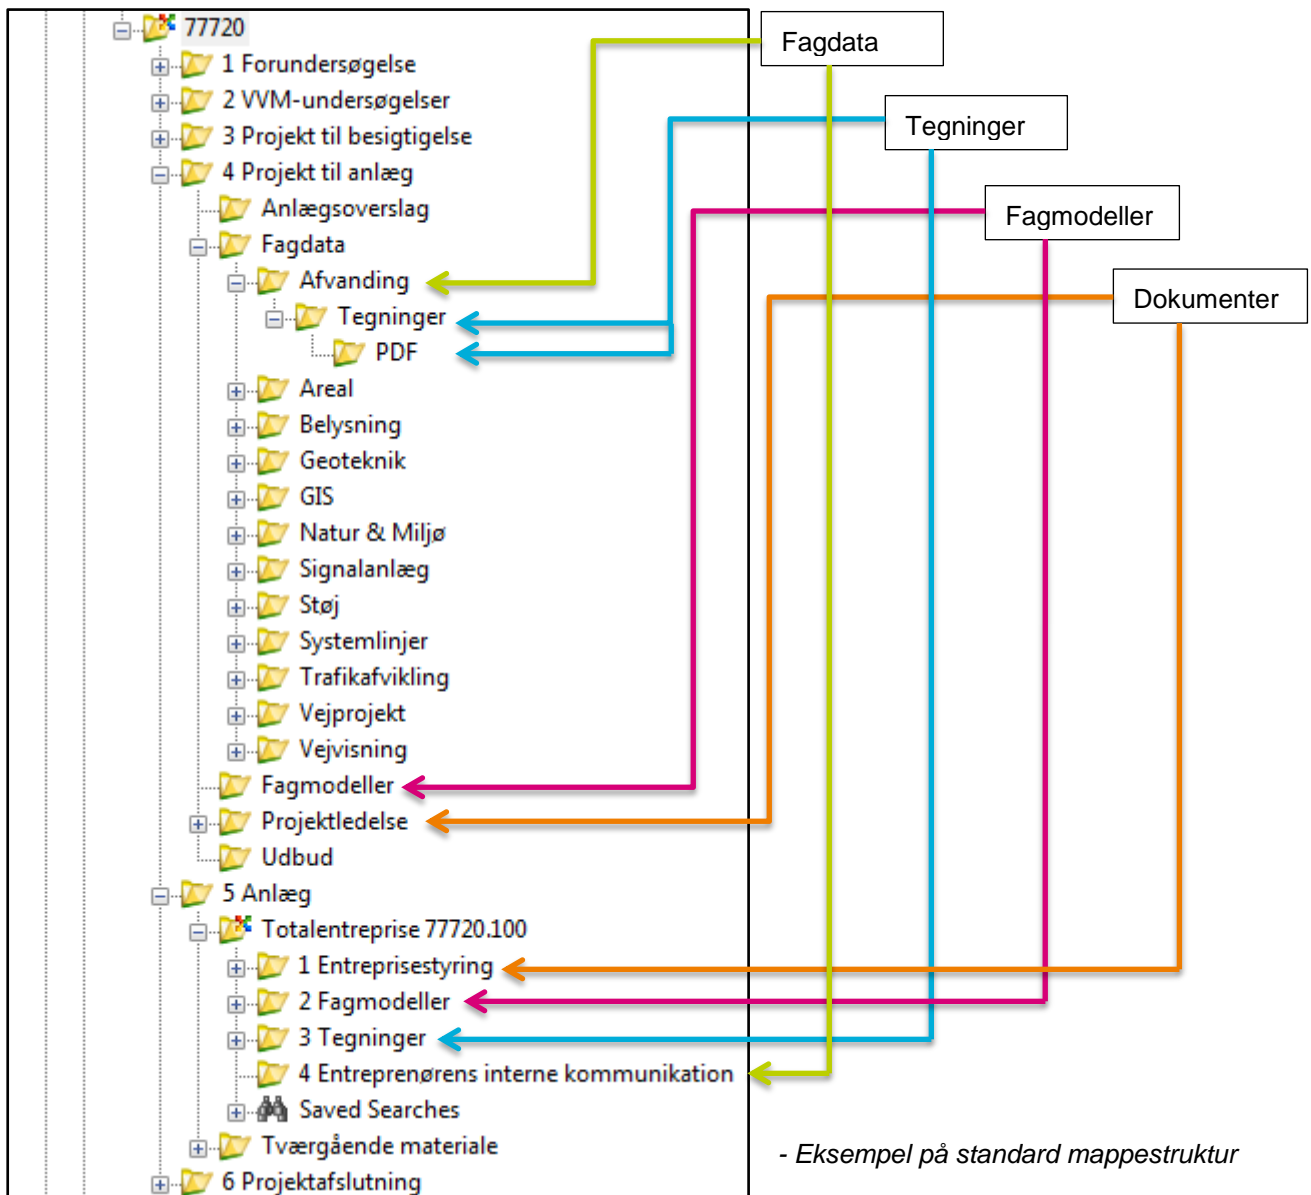 77720
1 Forundersøgelse
2 VVM-undersøgelser
3 Projekt til besigtigelse
4 Projekt til anlæg
Anlægsoverslag
Fagdata
Afvanding
Tegninger
PDF
Areal
Belysning
Geoteknik
GIS
Natur & Miljø
Signalanlæg
Støj
Systemlinjer
Trafikafvikling
Vejprojekt
Vejvisning
Fagmodeller
Projektledelse
Udbud
5 Anlæg
Totalentreprise 77720.100
1 Entreprisestyring
2 Fagmodeller
3 Tegninger
4 Entreprenørens interne kommunikation
Saved Searches
Tværgående materiale
6 Projektafslutning
Fagdata
Tegninger
Fagmodeller
Dokumenter
- Eksempel på standard mappestruktur